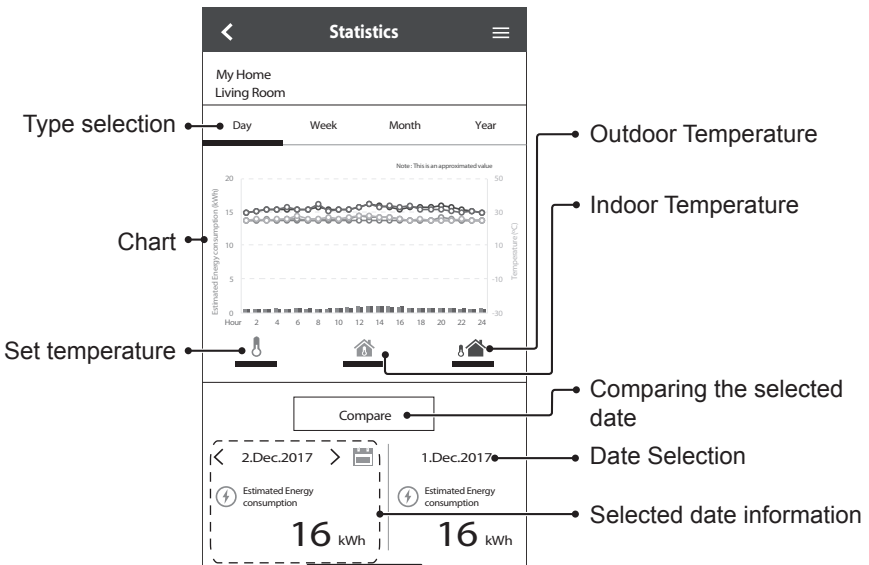 Statistics
My Home
Living Room
Type selection
Day Week Month Year
Outdoor Temperature
Note : This is an approximated value
Indoor Temperature
Chart
Estimated Energy consumption (kWh)
20
15
10
5
0
50
30
10
-10
-30
Temperature (ºC)
Hour 2 4 6 8 10 12 14 16 18 20 22 24
Set temperature
Comparing the selected
date
Compare
2.Dec.2017
1.Dec.2017
Date Selection
Estimated Energy
consumption
16 kWh
Estimated Energy
consumption
16 kWh
Selected date information